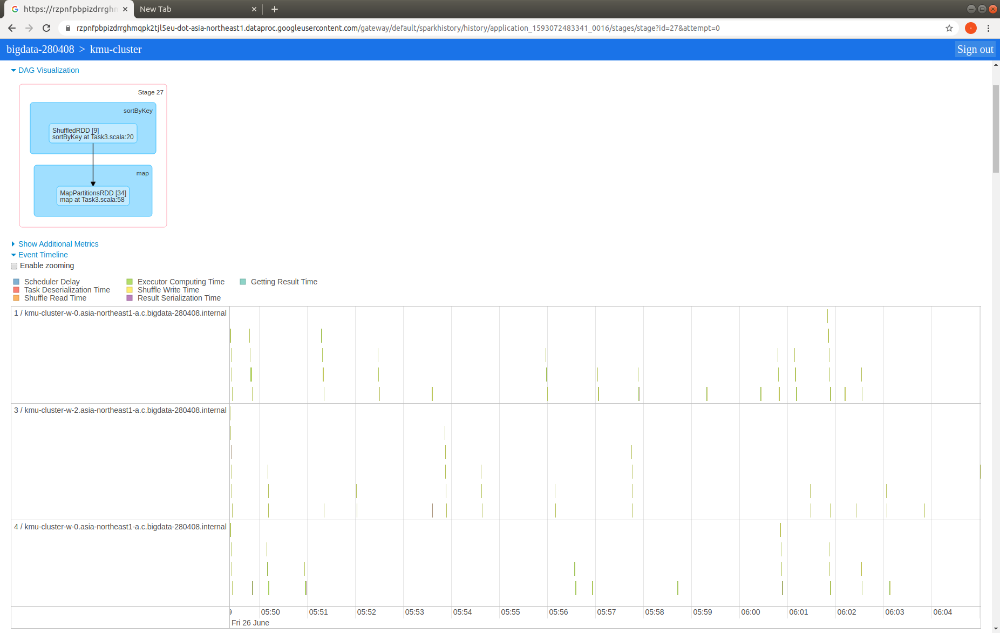 https://rzpnfpbpizdrrghn
New Tab
rzpnfpbpizdrrghmqpk2tjl5eu-dot-asia-northeast1.dataproc.googleusercontent.com/gateway/default/sparkhistory/history/application_1593072483341_0016/stages/stage?id=27&attempt=0
bigdata-280408 > kmu-cluster
Sign out
DAG Visualization
Stage 27
sortByKey
ShuffledRDD [9]
sortByKey at Task3.scala:20
map
MapPartitionsRDD [34]
map at Task3.scala:58
Show Additional Metrics
Event Timeline
Enable zooming
Scheduler Delay
Executor Computing Time
Getting Result Time
Task Deserialization Time
Shuffle Write Time
Shuffle Read Time
Result Serialization Time
1 / kmu-cluster-w-0.asia-northeast1-a.c.bigdata-280408.internal
3 / kmu-cluster-w-2.asia-northeast1-a.c.bigdata-280408.internal
4 / kmu-cluster-w-0.asia-northeast1-a.c.bigdata-280408.internal
9 05:50 05:51 05:52 05:53 05:54 05:55 05:56 05:57 05:58 05:59 06:00 06:01 06:02 06:03 06:04
Fri 26 June